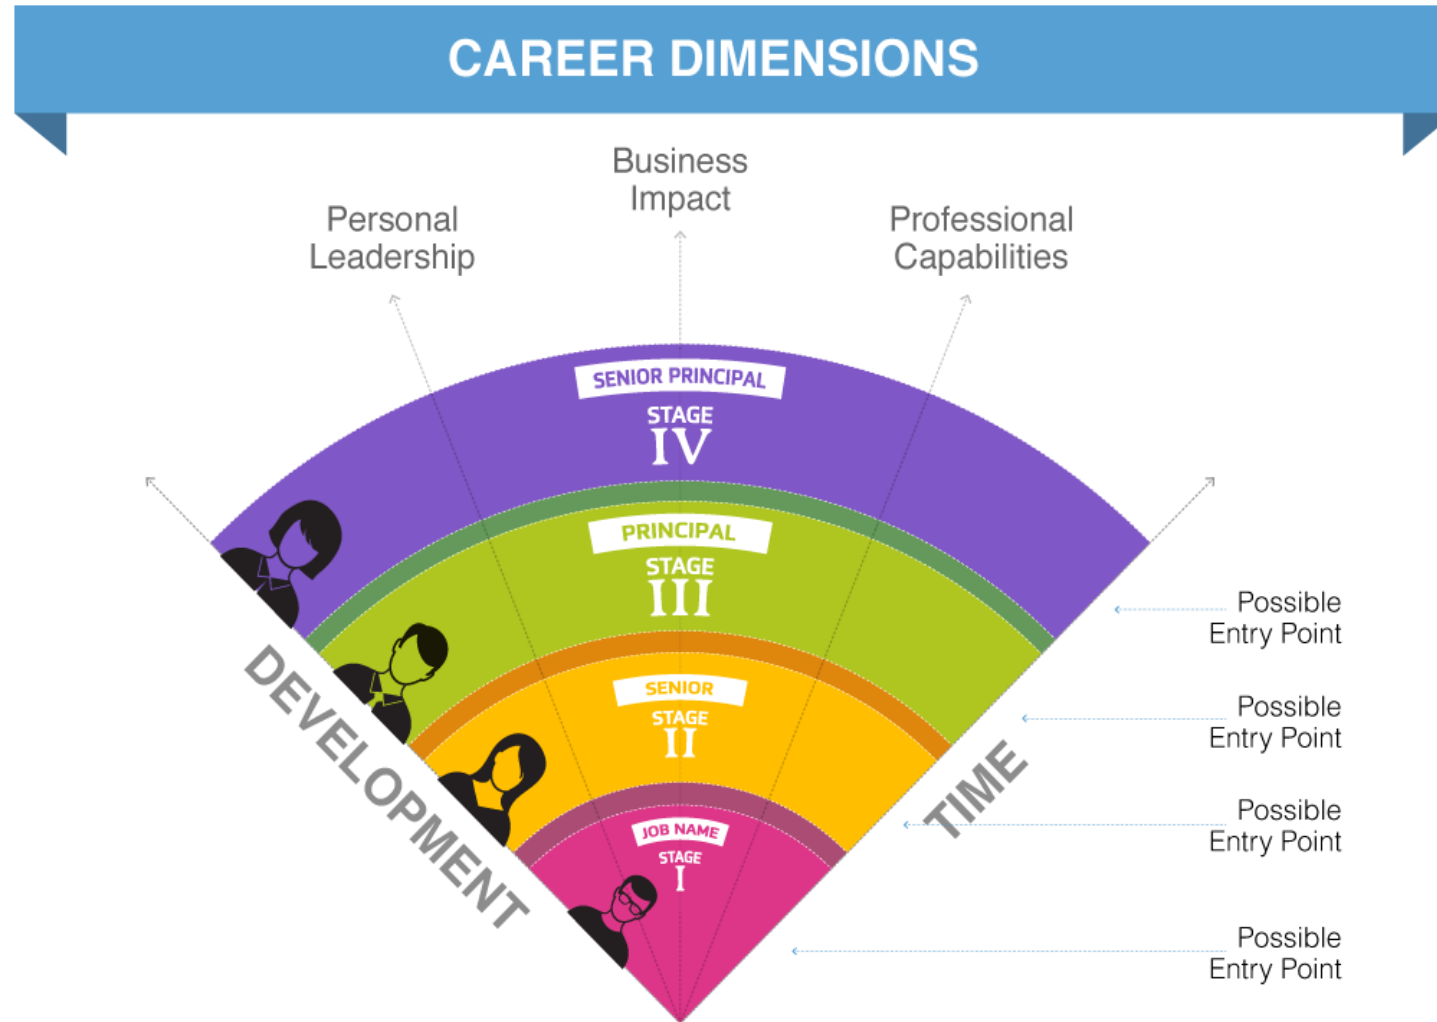 CAREER DIMENSIONS
Business
Impact
Personal
Leadership
Professional
Capabilities
SENIOR PRINCIPAL
STAGE
IV
PRINCIPAL
STAGE
III
SENIOR
STAGE
II
JOB NAME
STAGE
I
DEVELOPMENT
TIME
Possible
Entry Point
Possible
Entry Point
Possible
Entry Point
Possible
Entry Point